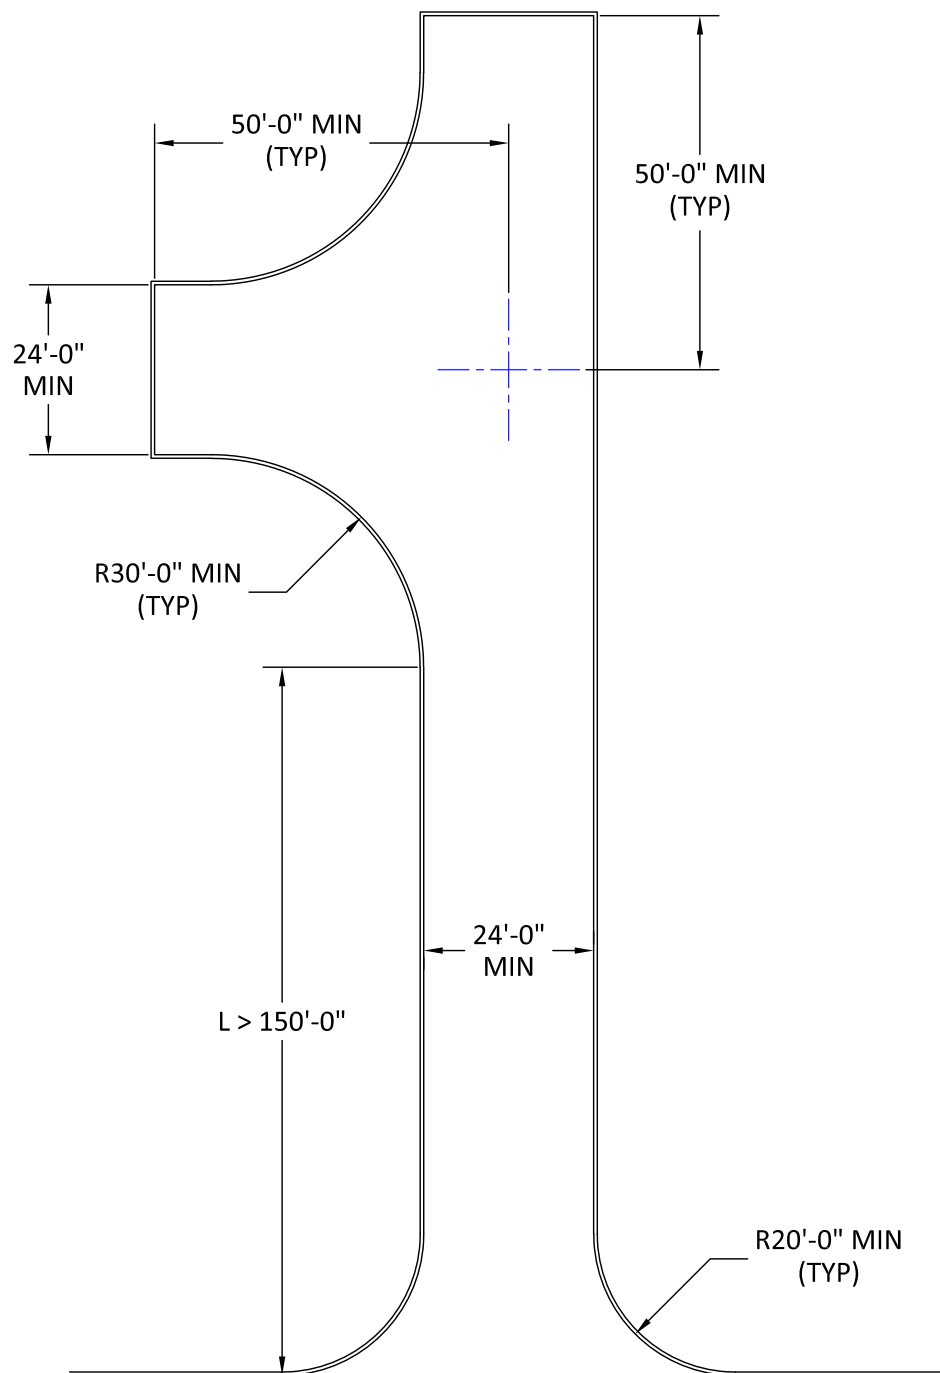 50'-0" MIN
(TYP)
50'-0" MIN
(TYP)
24'-0"
MIN
R30'-0" MIN
(TYP)
24'-0"
MIN
L > 150'-0"
R20'-0" MIN
(TYP)